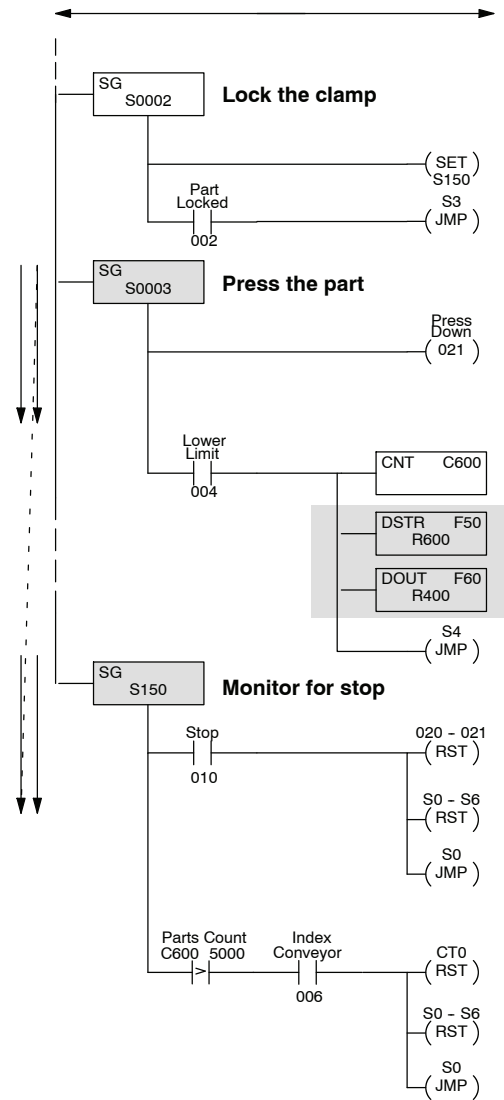 SG
S0002
Lock the clamp
SET
S150
Part
Locked
002
S3
JMP
SG
S0003
Press the part
Press
Down
021
Lower
Limit
004
CNT C600
DSTR F50
R600
DOUT F60
R400
S4
JMP
SG
S150
Monitor for stop
Stop
010
020 - 021
RST
S0 - S6
RST
S0
JMP
Parts Count
C600 5000
>
Index
Conveyor
006
CT0
RST
S0 - S6
RST
S0
JMP